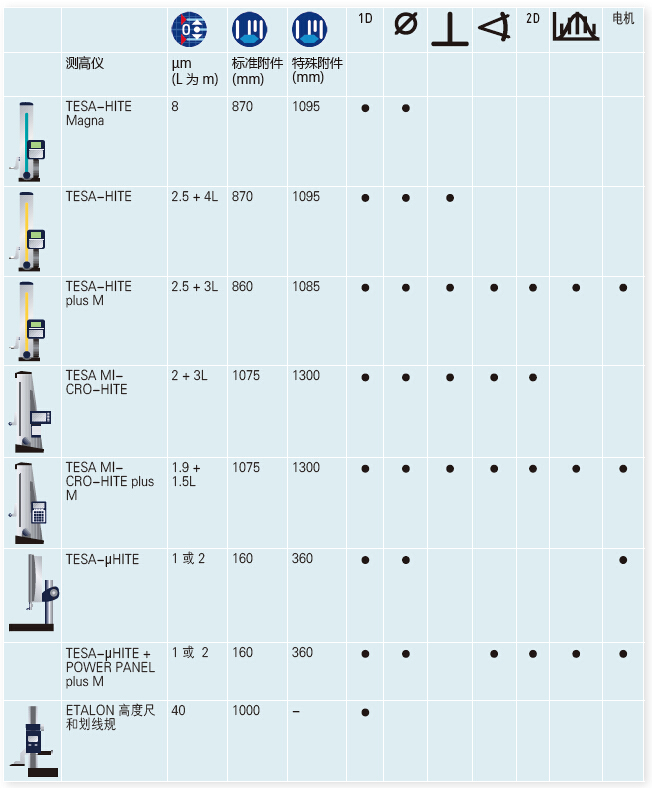 1D 2D 电机
0
测高仪 μm 标准附件 特殊附件
(L 为 m) (mm) (mm)
TESA-HITE 8 870 1095 ● ●
Magna
TESA-HITE 2.5 + 4L 870 1095 ● ● ●
TESA-HITE 2.5 + 3L 860 1085 ● ● ● ● ● ● ●
plus M
TESA MI- 2 + 3L 1075 1300 ● ● ● ● ●
CRO-HITE
TESA MI- 1.9 + 1075 1300 ● ● ● ● ● ● ●
CRO-HITE plus 1.5L
M
TESA-μHITE 1 或 2 160 360 ● ● ●
TESA-μHITE + 1 或 2 160 360 ● ● ● ● ● ●
POWER PANEL
plus M
ETALON 高度尺 40 1000 – ●
和划线规